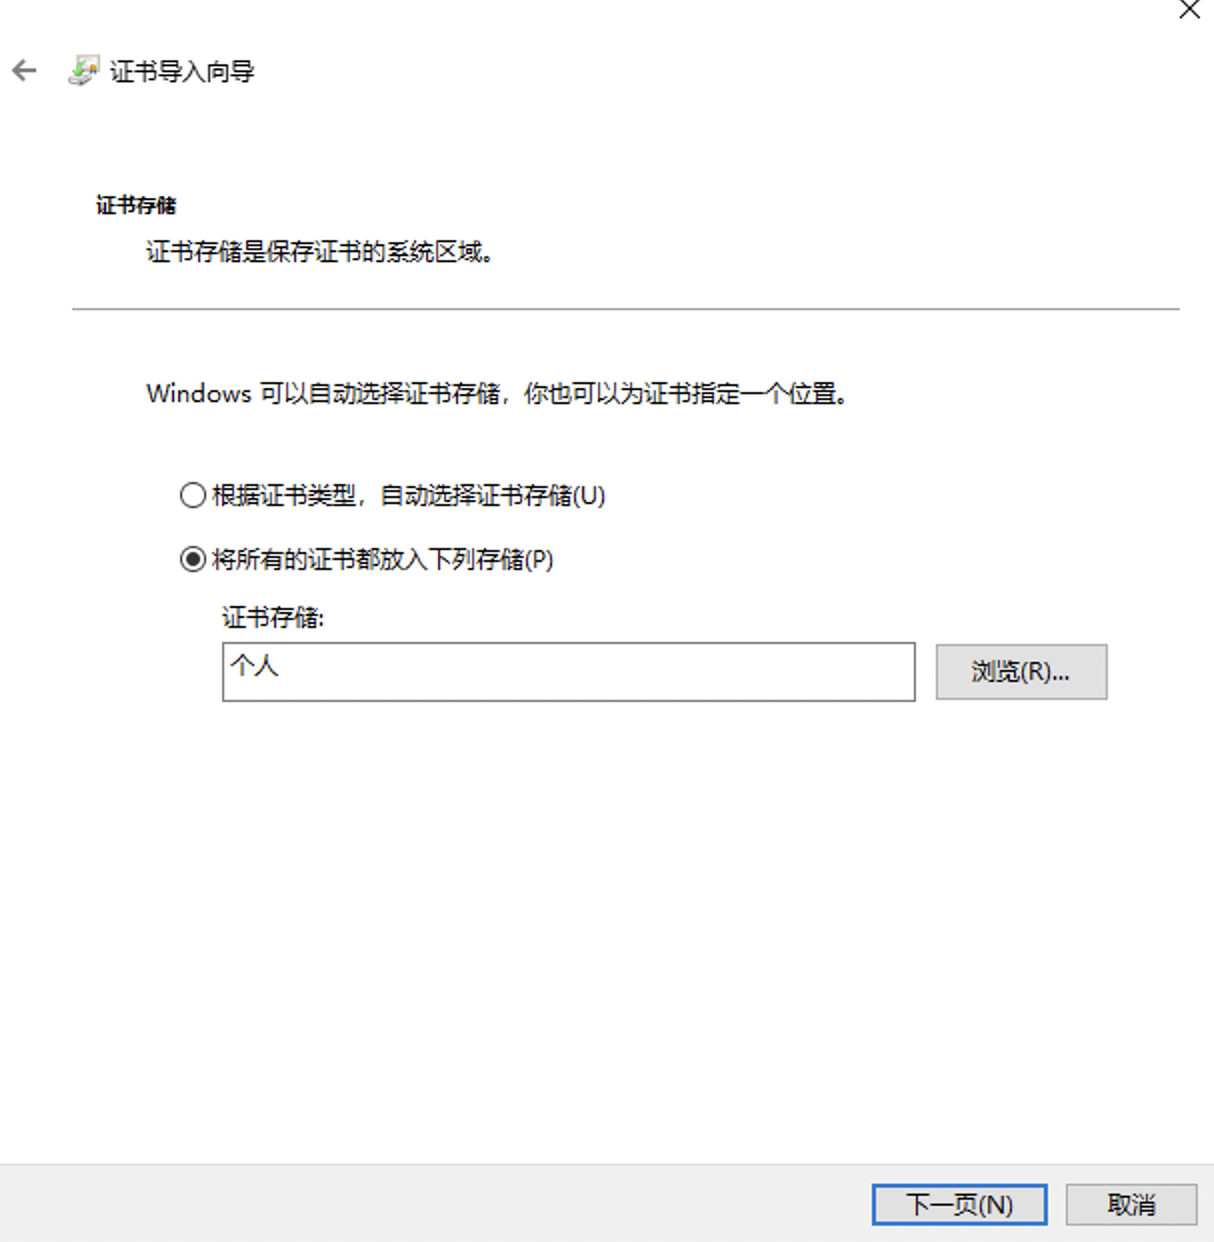 证书导入向导
证书存储
证书存储是保存证书的系统区域。
Windows 可以自动选择证书存储，你也可以为证书指定一个位置。
根据证书类型，自动选择证书存储(U)
将所有的证书都放入下列存储(P)
证书存储:
个人
浏览(R)...
下一页(N)
取消